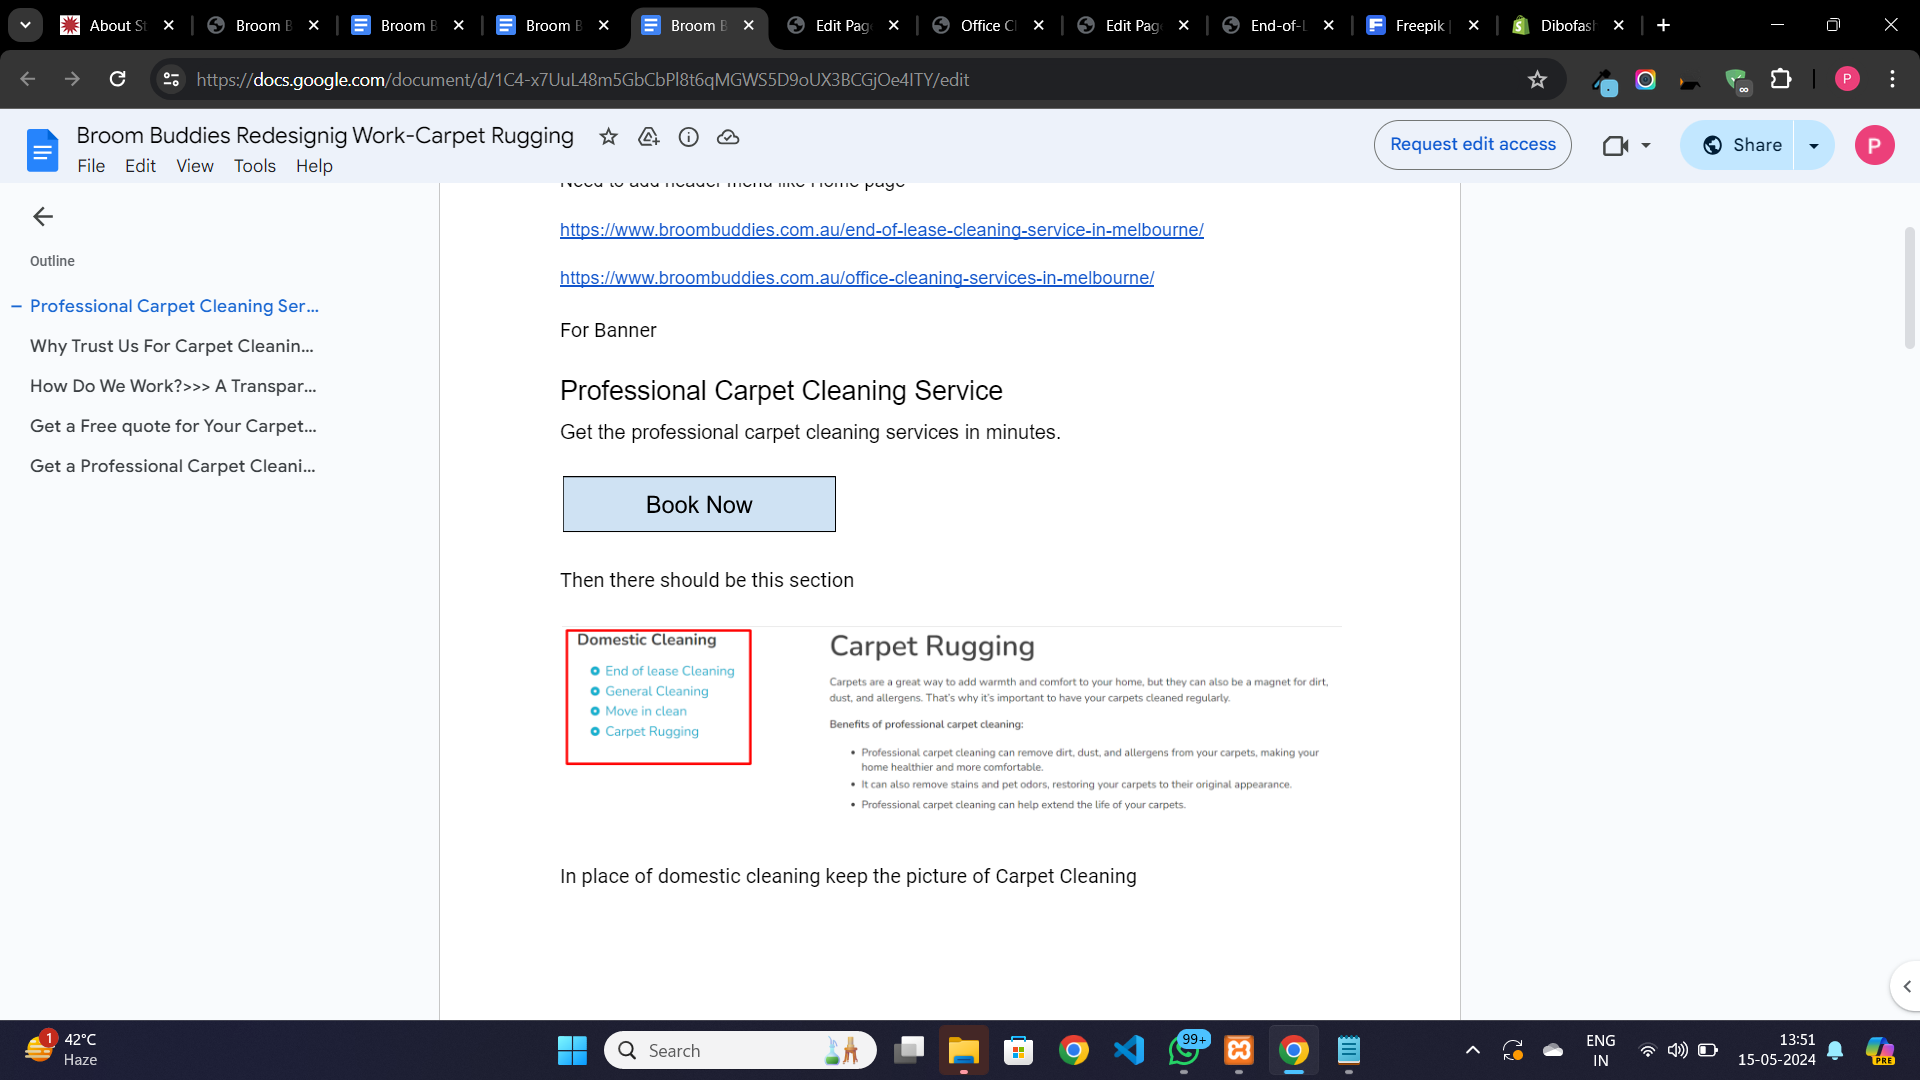 About St
Broom B
Broom B
Broom B
Broom B
Edit Pag
Office Cl
Edit Pag
End-of-L
Freepik
Dibofash
https://docs.google.com/document/d/1C4-x7UuL48m5GbCbPl8t6qMGWS5D9oUX3BCGjOe4ITY/edit
P
Broom Buddies Redesignig Work-Carpet Rugging
File Edit View Tools Help
Request edit access
Share
P
Outline
Professional Carpet Cleaning Ser...
Why Trust Us For Carpet Cleanin...
How Do We Work?>>> A Transpar...
Get a Free quote for Your Carpet...
Get a Professional Carpet Cleani...
Need to add header menu like Home page
https://www.broombuddies.com.au/end-of-lease-cleaning-service-in-melbourne/
https://www.broombuddies.com.au/office-cleaning-services-in-melbourne/
For Banner
Professional Carpet Cleaning Service
Get the professional carpet cleaning services in minutes.
Book Now
Then there should be this section
Domestic Cleaning
End of lease Cleaning
General Cleaning
Move in clean
Carpet Rugging
Carpet Rugging
Carpets are a great way to add warmth and comfort to your home, but they can also be a magnet for dirt,
dust, and allergens. That's why it's important to have your carpets cleaned regularly.
Benefits of professional carpet cleaning:
Professional carpet cleaning can remove dirt, dust, and allergens from your carpets, making your
home healthier and more comfortable.
It can also remove stains and pet odors, restoring your carpets to their original appearance.
Professional carpet cleaning can help extend the life of your carpets.
In place of domestic cleaning keep the picture of Carpet Cleaning
1
42°C
Haze
Search
99+
ENG
IN
13:51
15-05-2024
PRE